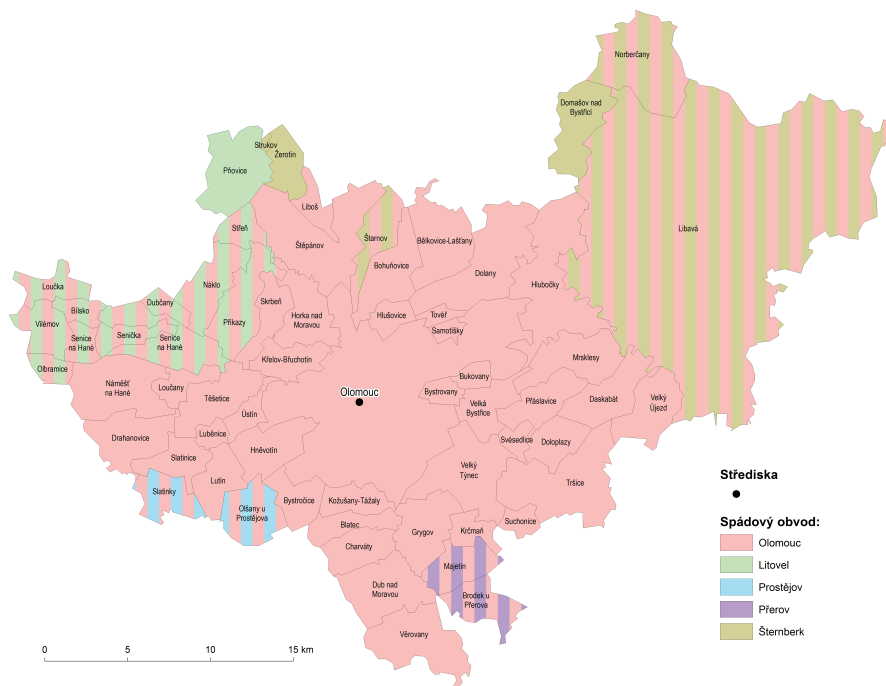 Norberčany
Domašov nad
Bystřicí
Strukov
Žerotín
Pňovice
Liboš
Střeň
Štěpánov
Štarnov
Bělkovice-Lašťany
Bohuňovice
Dolany
Libavá
Hlubočky
Loučka
Bílsko
Dubčany
Náklo
Skrbeň
Vilémov
Senice
na Hané
Senička
Senice
na Hané
Příkazy
Horka nad
Moravou
Hlušovice
Tovéř
Samotišky
Olbramice
Křelov-Břuchotín
Mrsklesy
Náměšť
na Hané
Loučany
Těšetice
Olomouc
Bukovany
Bystrovany
Velká
Bystřice
Přáslavice
Daskabát
Velký
Újezd
Ústín
Drahanovice
Luběnice
Hněvotín
Slatinice
Svésedlice
Doloplazy
Velký
Týnec
Tršice
Slatinky
Lutín
Olšany u
Prostějova
Bystročice
Kožušany-Tážaly
Blatec
Charváty
Grygov
Krčmaň
Suchonice
Majetín
Dub nad
Moravou
Brodek u
Přerova
Věrovany
Střediska
Spádový obvod:
Olomouc
Litovel
Prostějov
Přerov
Šternberk
0 5 10 15 km